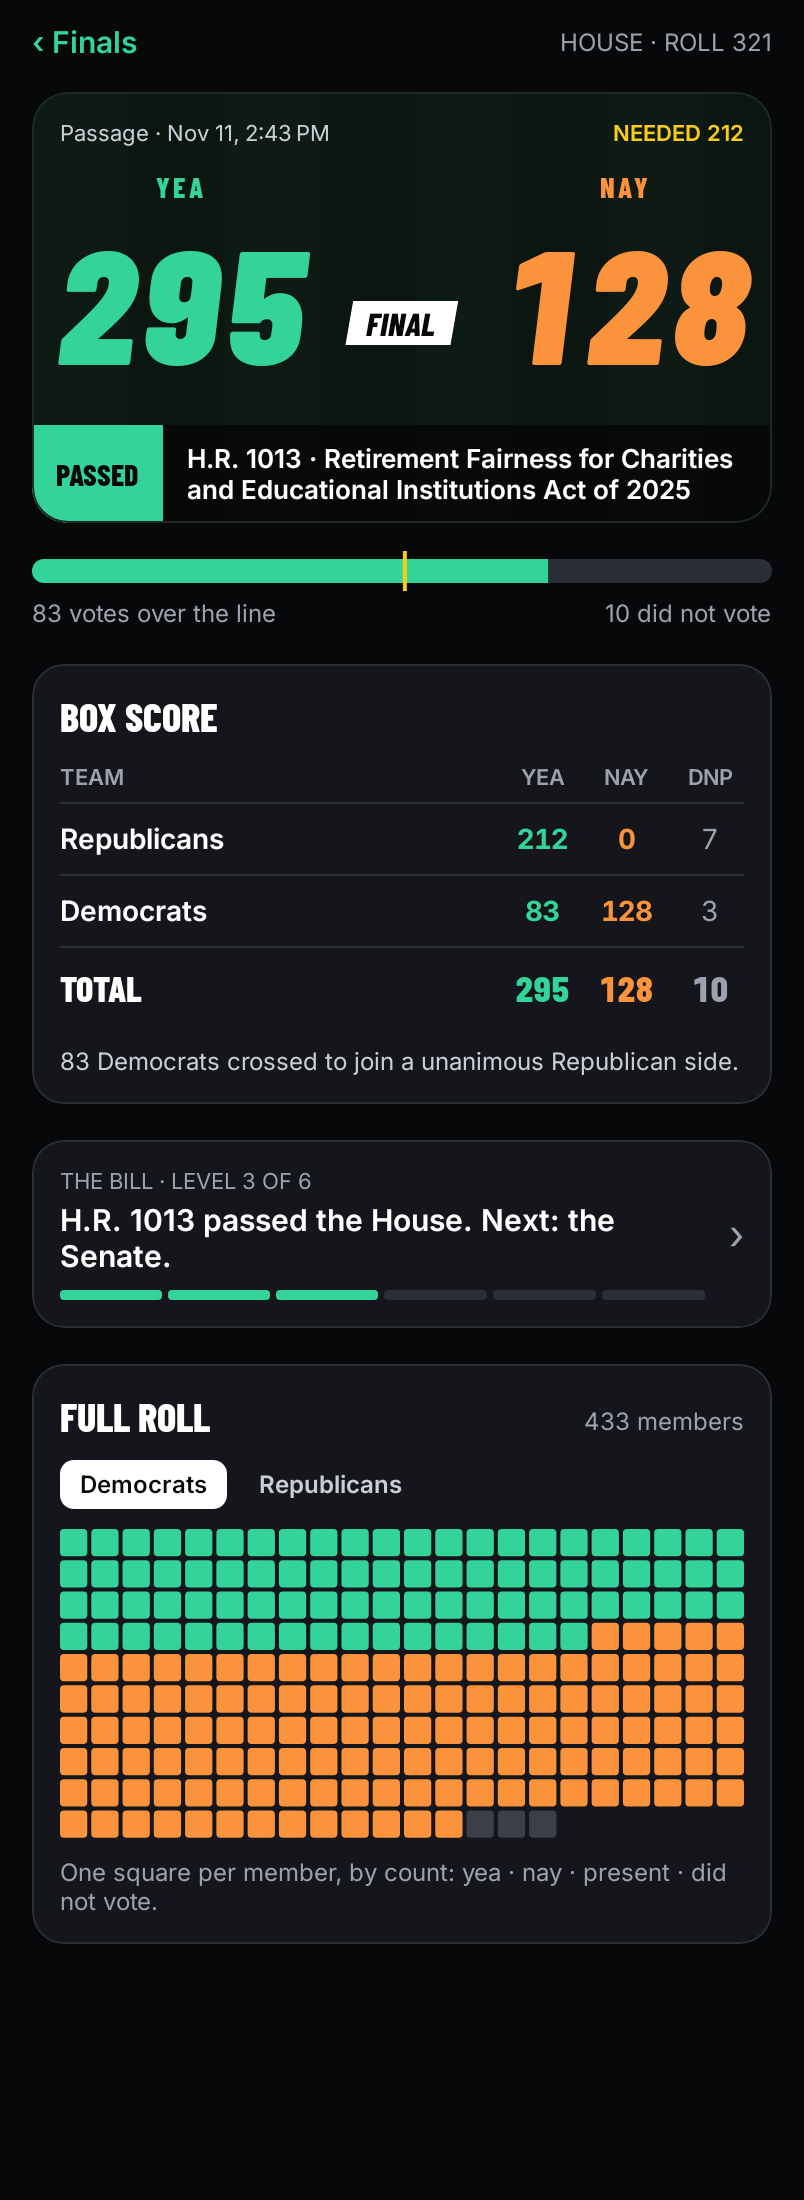 ‹ Finals
HOUSE · ROLL 321
Passage · Nov 11, 2:43 PM
NEEDED 212
YEA
NAY
295
FINAL
128
PASSED
H.R. 1013 · Retirement Fairness for Charities
and Educational Institutions Act of 2025
83 votes over the line
10 did not vote
BOX SCORE
TEAM YEA NAY DNP
Republicans 212 0 7
Democrats 83 128 3
TOTAL 295 128 10
83 Democrats crossed to join a unanimous Republican side.
THE BILL · LEVEL 3 OF 6
H.R. 1013 passed the House. Next: the
Senate.
›
FULL ROLL
433 members
Democrats
Republicans
One square per member, by count: yea · nay · present · did
not vote.